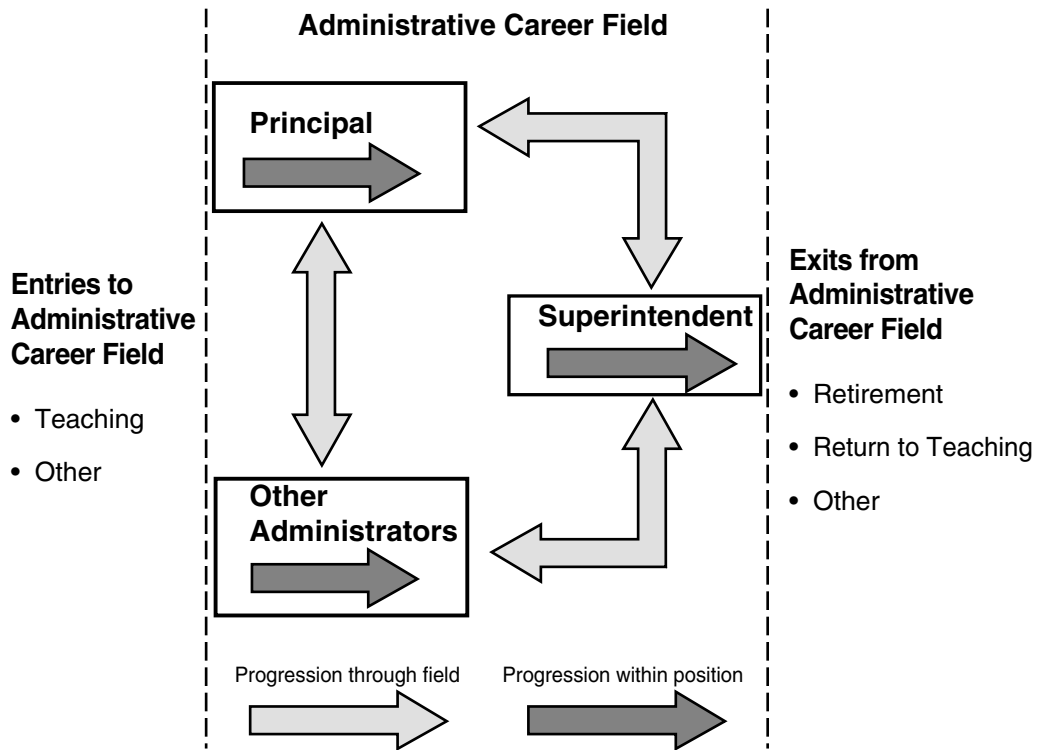 Administrative Career Field
Principal
Entries to
Administrative
Career Field
• Teaching
• Other
Superintendent
Other
Administrators
Exits from
Administrative
Career Field
• Retirement
• Return to Teaching
• Other
Progression through field
Progression within position